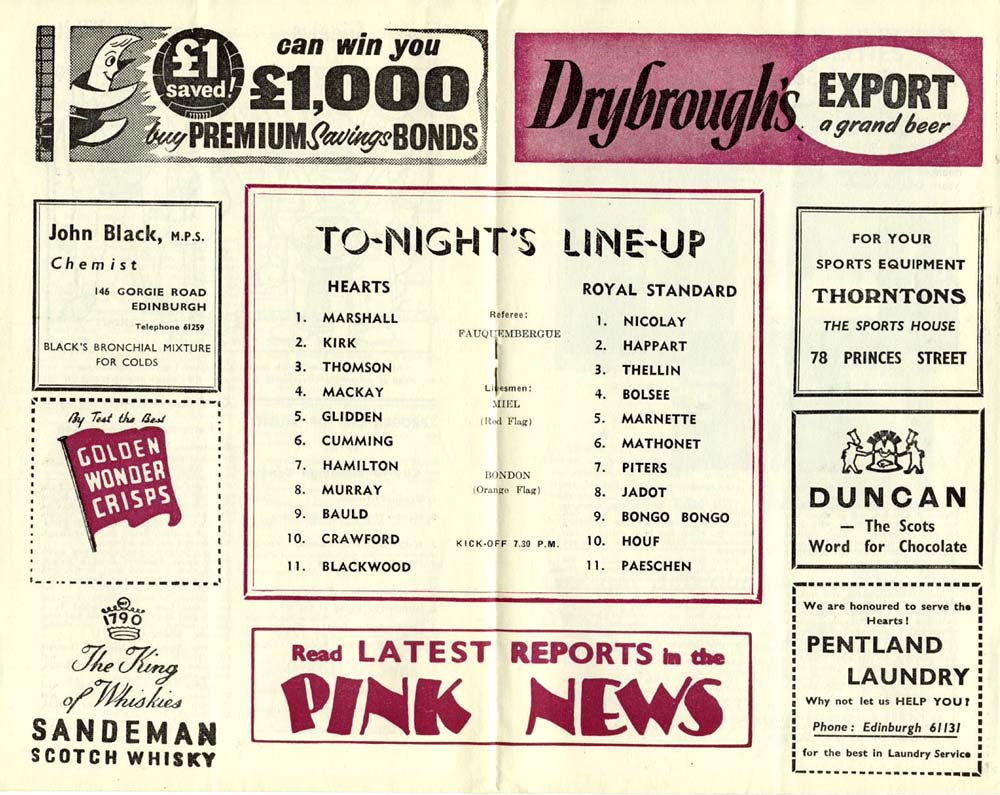 £1
saved!
can win you
£1,000
buy PREMIUM Savings BONDS
Drybrough's
EXPORT
a grand beer
John Black, M.P.S.
Chemist
146 GORGIE ROAD
EDINBURGH
Telephone 61259
BLACK'S BRONCHIAL MIXTURE
FOR COLDS
By Test the Best
GOLDEN
WONDER
CRISPS
1790
The King
of Whiskies
SANDEMAN
SCOTCH WHISKY
TO-NIGHT'S LINE-UP
HEARTS
1. MARSHALL
2. KIRK
3. THOMSON
4. MACKAY
5. GLIDDEN
6. CUMMING
7. HAMILTON
8. MURRAY
9. BAULD
10. CRAWFORD
11. BLACKWOOD
Referee:
FAUQUEMBERGUE
Linesmen:
MIEL
(Red Flag)
BONDON
(Orange Flag)
KICK-OFF 7.30 P.M.
ROYAL STANDARD
1. NICOLAY
2. HAPPART
3. THELLIN
4. BOLSEE
5. MARNETTE
6. MATHONET
7. PITERS
8. JADOT
9. BONGO BONGO
10. HOUF
11. PAESCHEN
Read LATEST REPORTS in the
PINK NEWS
FOR YOUR
SPORTS EQUIPMENT
THORNTONS
THE SPORTS HOUSE
78 PRINCES STREET
DUNCAN
— The Scots
Word for Chocolate
We are honoured to serve the
Hearts!
PENTLAND
LAUNDRY
Why not let us HELP YOU?
Phone: Edinburgh 61131
for the best in Laundry Service